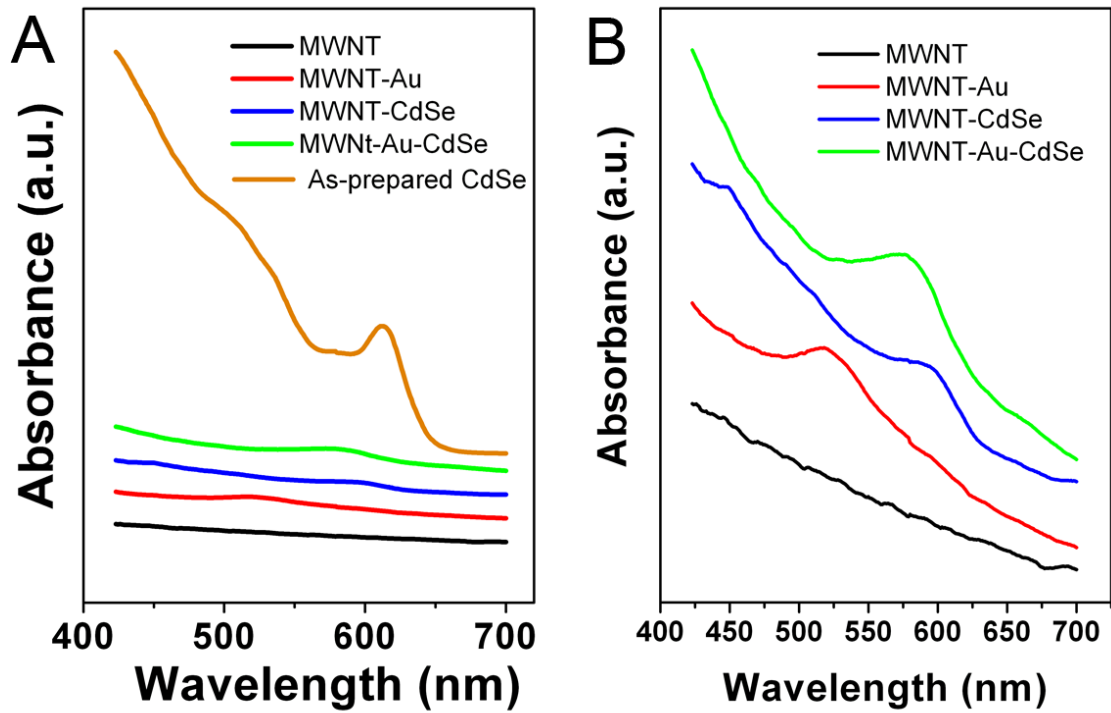 A
MWNT
MWNT-Au
MWNT-CdSe
MWNt-Au-CdSe
As-prepared CdSe
Absorbance (a.u.)
400 500 600 700
Wavelength (nm)
B
MWNT
MWNT-Au
MWNT-CdSe
MWNT-Au-CdSe
Absorbance (a.u.)
400 450 500 550 600 650 700
Wavelength (nm)